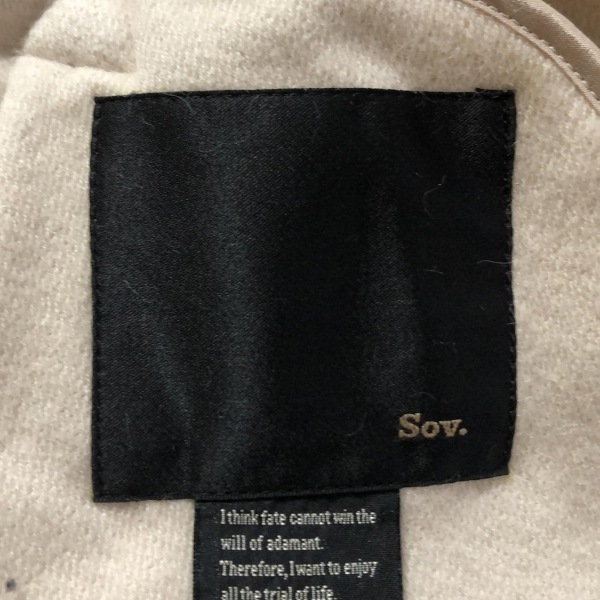 Sov.
I think fate cannot win the
will of adamant.
Therefore, I want to enjoy
all the trial of life.